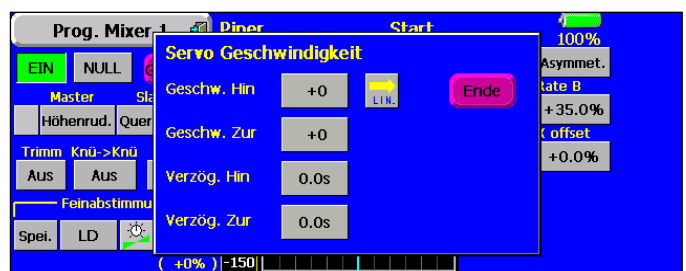 Prog. Mixer 1 Piper Start 100%
Servo Geschwindigkeit
EIN NULL
Geschw. Hin +0 LIN. Ende
Asymmet.
Rate B
+35.0%
Master
Höhenrud. Quer
Geschw. Zur +0
offset
+0.0%
Trimm Knü->Knü
Aus Aus
Verzög. Hin 0.0s
Feinabstimmu
Verzög. Zur 0.0s
Spei. LD
( +0% ) -150